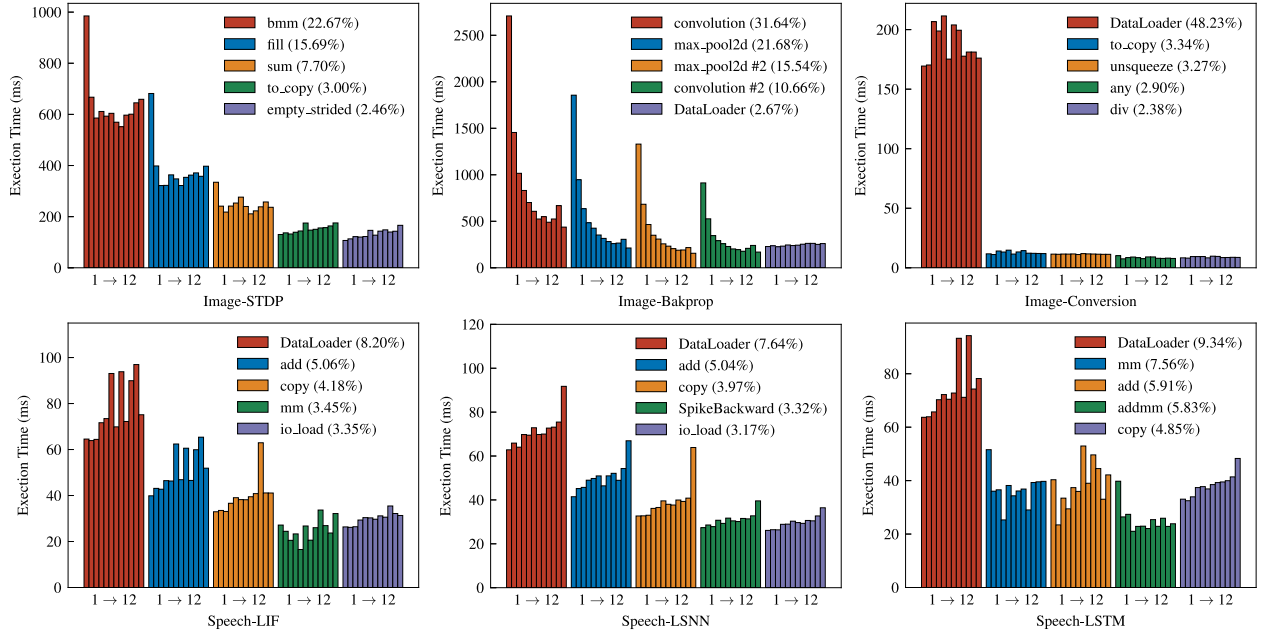 Exection Time (ms)
1000
800
600
400
200
0
bmm (22.67%)
fill (15.69%)
sum (7.70%)
to_copy (3.00%)
empty_strided (2.46%)
1 → 12 1 → 12 1 → 12 1 → 12 1 → 12
Image-STDP
Exection Time (ms)
2500
2000
1500
1000
500
0
convolution (31.64%)
max_pool2d (21.68%)
max_pool2d #2 (15.54%)
convolution #2 (10.66%)
DataLoader (2.67%)
1 → 12 1 → 12 1 → 12 1 → 12 1 → 12
Image-Bakprop
Exection Time (ms)
200
150
100
50
0
DataLoader (48.23%)
to_copy (3.34%)
unsqueeze (3.27%)
any (2.90%)
div (2.38%)
1 → 12 1 → 12 1 → 12 1 → 12 1 → 12
Image-Conversion
Exection Time (ms)
100
80
60
40
20
0
DataLoader (8.20%)
add (5.06%)
copy (4.18%)
mm (3.45%)
io_load (3.35%)
1 → 12 1 → 12 1 → 12 1 → 12 1 → 12
Speech-LIF
Exection Time (ms)
120
100
80
60
40
20
0
DataLoader (7.64%)
add (5.04%)
copy (3.97%)
SpikeBackward (3.32%)
io_load (3.17%)
1 → 12 1 → 12 1 → 12 1 → 12 1 → 12
Speech-LSNN
Exection Time (ms)
80
60
40
20
0
DataLoader (9.34%)
mm (7.56%)
add (5.91%)
addmm (5.83%)
copy (4.85%)
1 → 12 1 → 12 1 → 12 1 → 12 1 → 12
Speech-LSTM